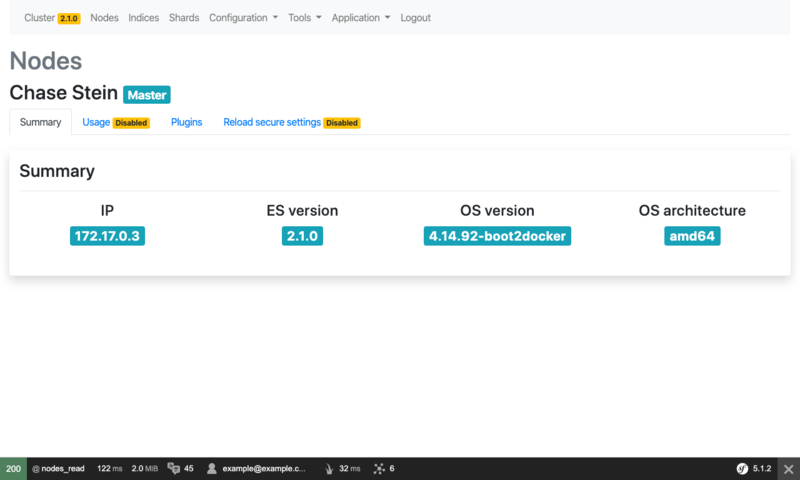 Cluster 2.1.0 Nodes Indices Shards Configuration Tools Application Logout
Nodes
Chase Stein Master
Summary Usage Disabled Plugins Reload secure settings Disabled
Summary
IP ES version OS version OS architecture
172.17.0.3 2.1.0 4.14.92-boot2docker amd64
200 @ nodes_read 122 ms 2.0 MiB 45 example@example.c... 32 ms 6 sf 5.1.2